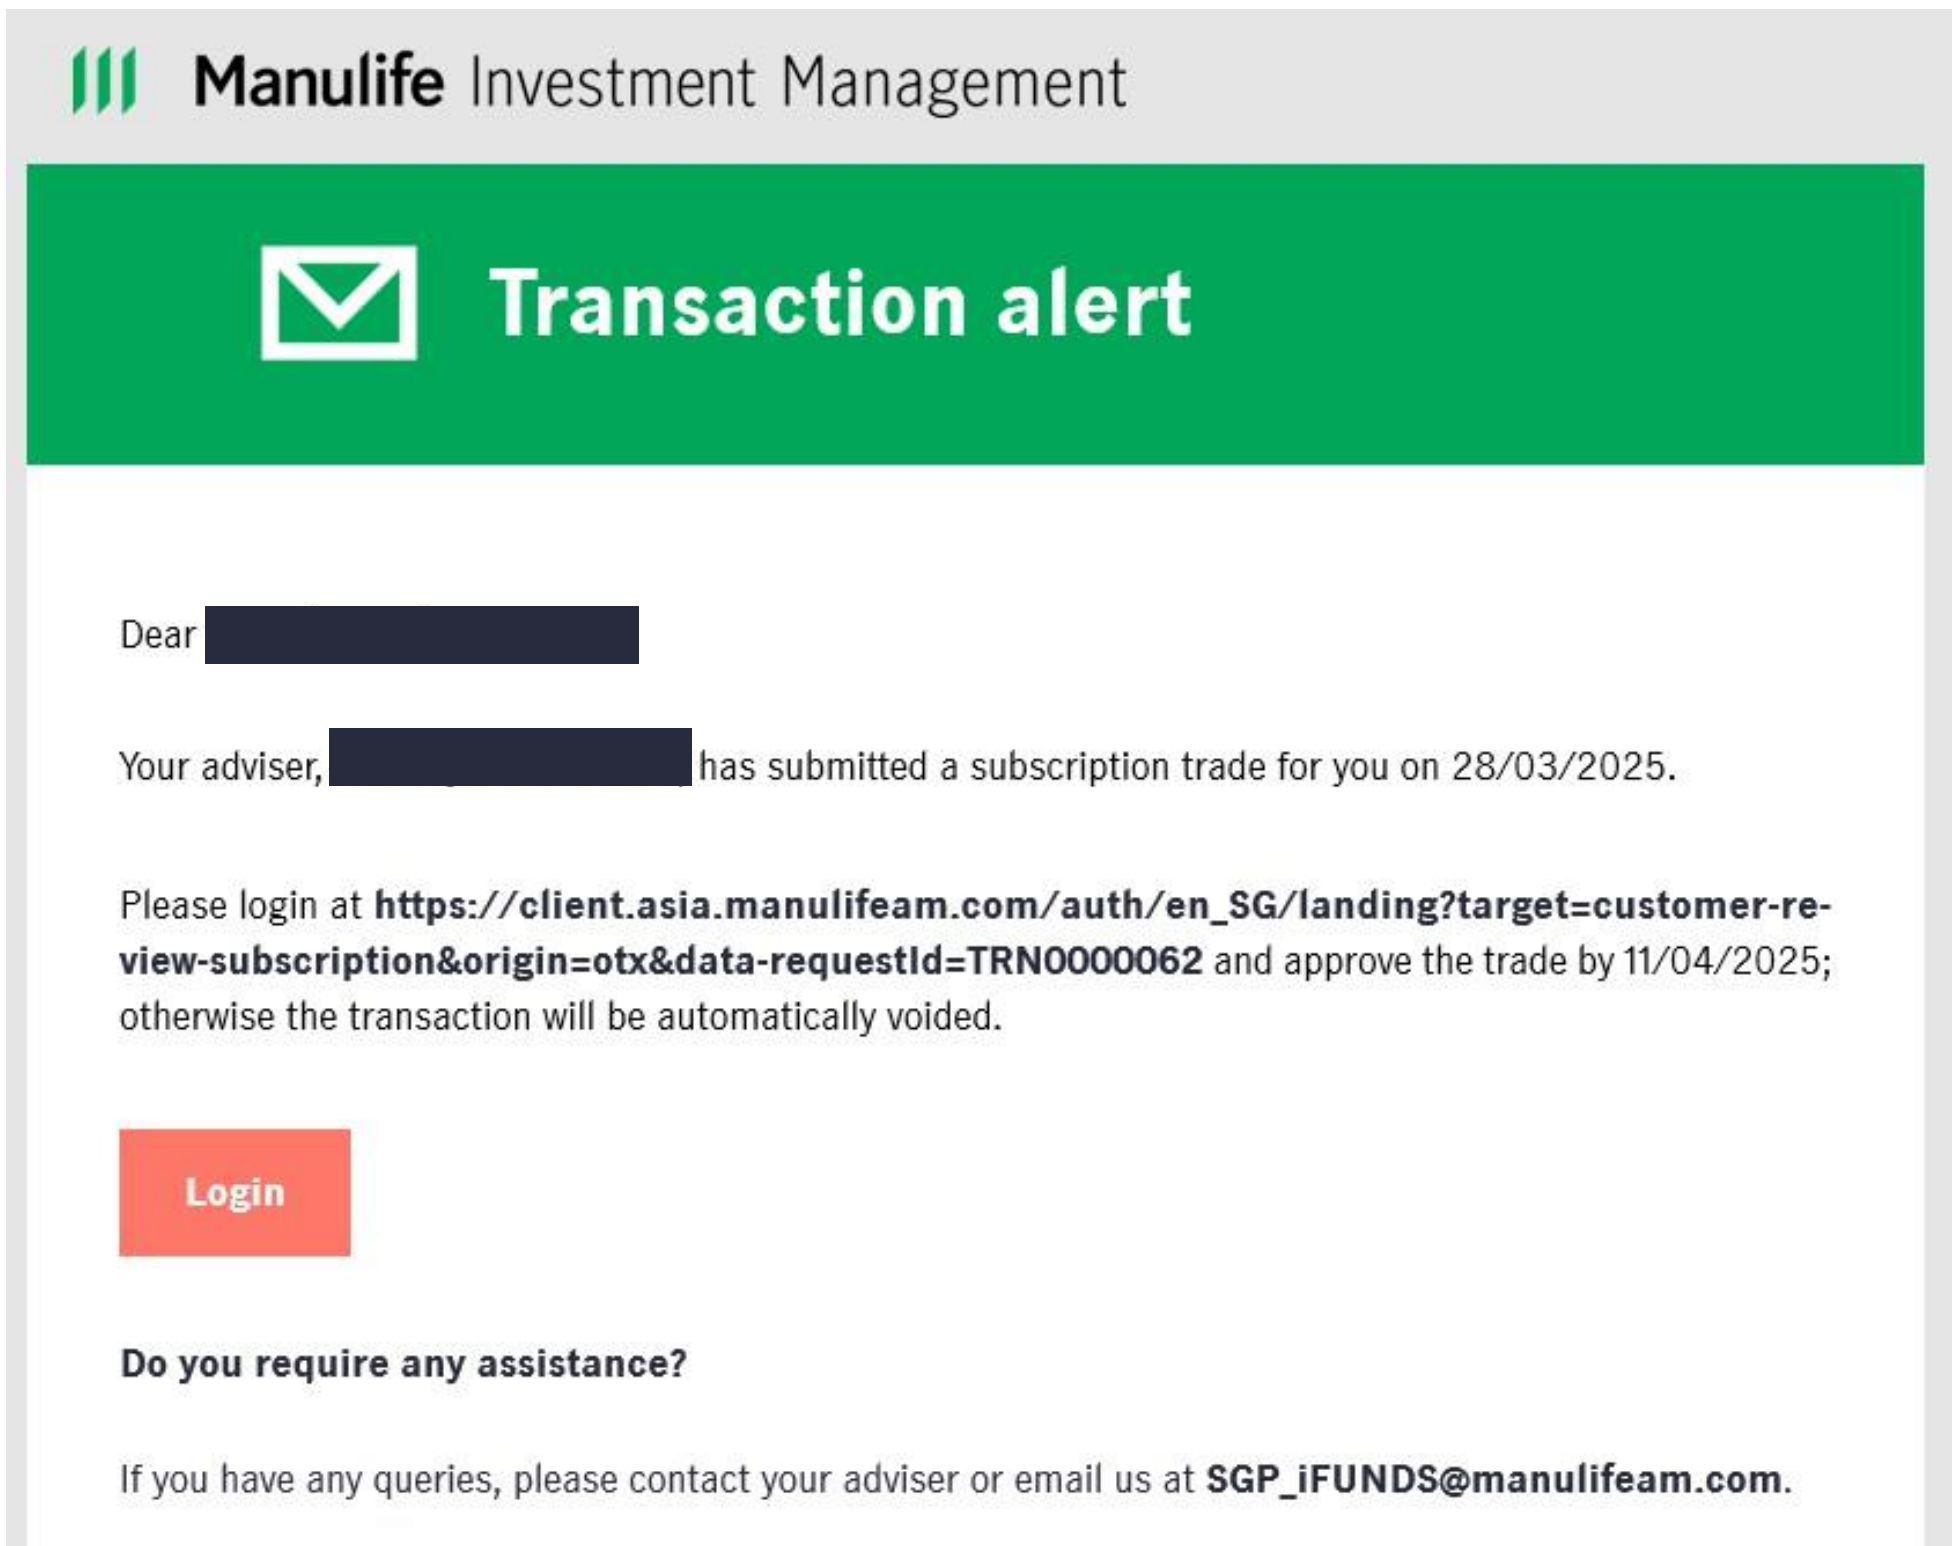 Manulife Investment Management
Transaction alert
Dear
Your adviser, has submitted a subscription trade for you on 28/03/2025.
Please login at https://client.asia.manulifeam.com/auth/en_SG/landing?target=customer-re-
view-subscription&origin=otx&data-requestId=TRN0000062 and approve the trade by 11/04/2025;
otherwise the transaction will be automatically voided.
Login
Do you require any assistance?
If you have any queries, please contact your adviser or email us at SGP_iFUNDS@manulifeam.com.